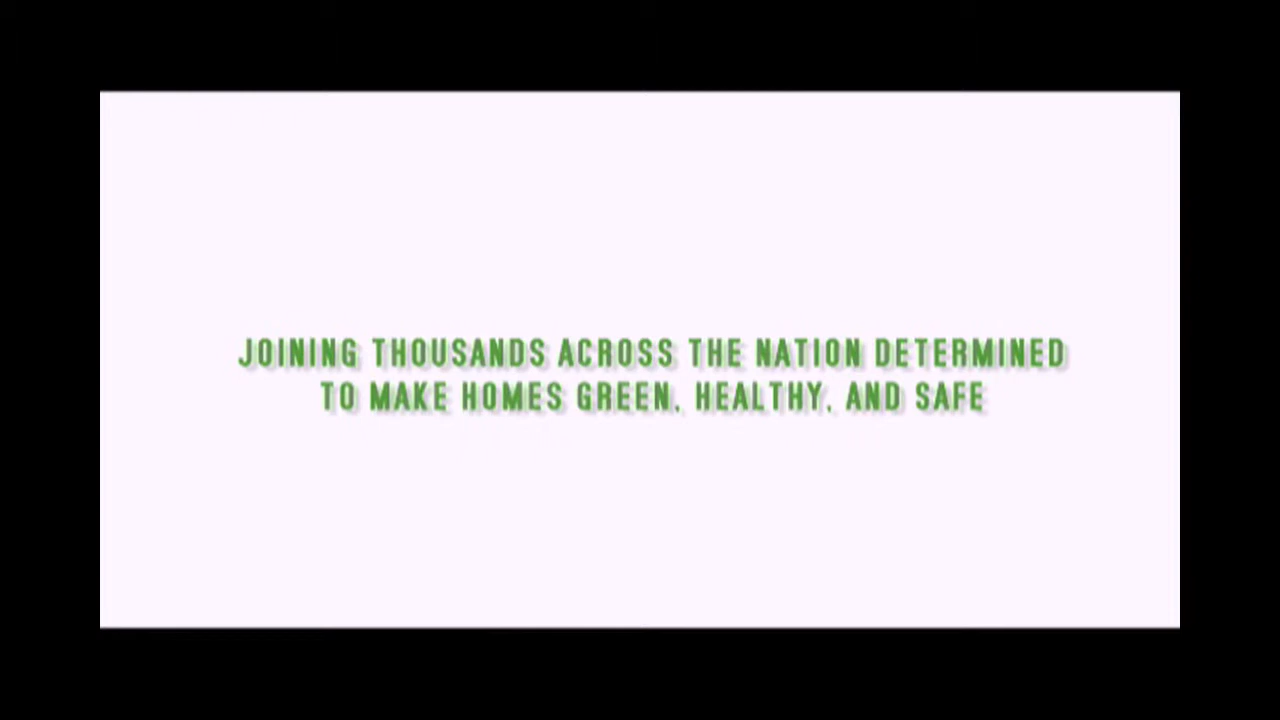 JOINING THOUSANDS ACROSS THE NATION DETERMINED
TO MAKE HOMES GREEN, HEALTHY, AND SAFE